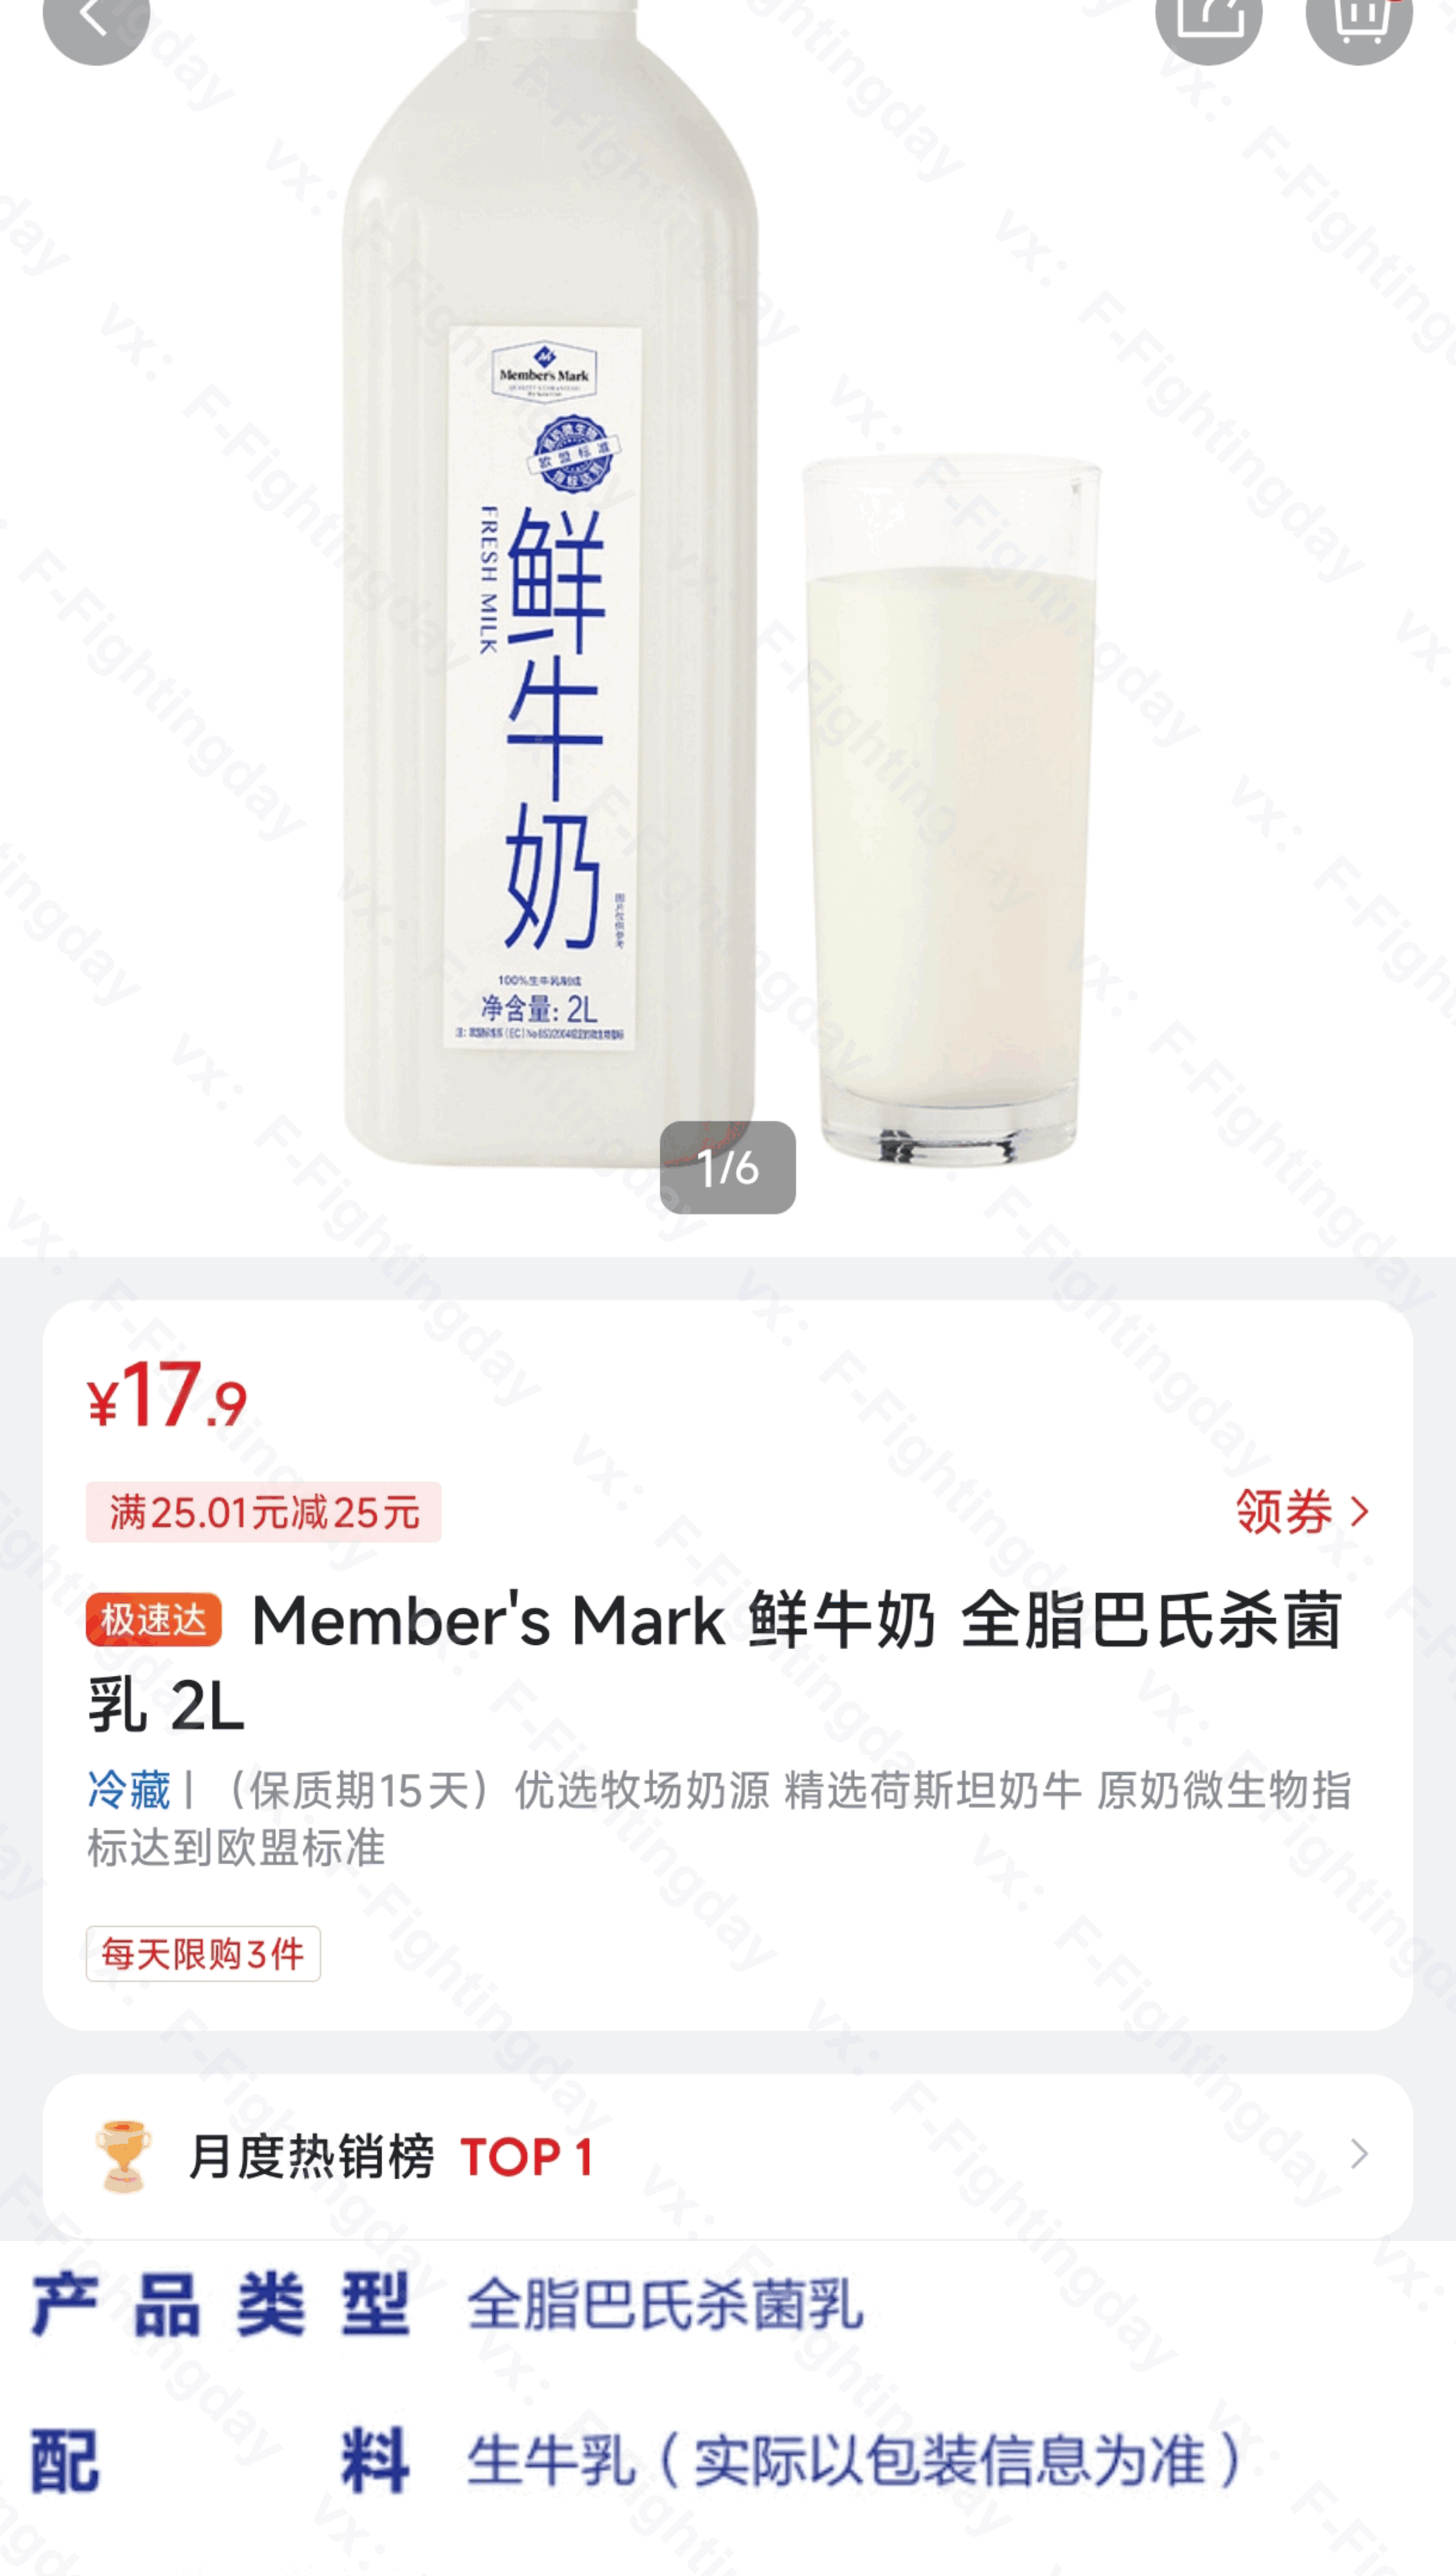 Member's Mark
欧盟标准
FRESH MILK
鲜牛奶
图片仅供参考
100%生牛乳制成
净含量: 2L
1/6
¥17.9
满25.01元减25元
领券 >
极速达 Member's Mark 鲜牛奶 全脂巴氏杀菌
乳 2L
冷藏 | （保质期15天）优选牧场奶源 精选荷斯坦奶牛 原奶微生物指
标达到欧盟标准
每天限购3件
月度热销榜 TOP 1
产品类型 全脂巴氏杀菌乳
配料 生牛乳（实际以包装信息为准）
vx: F-Fightingday